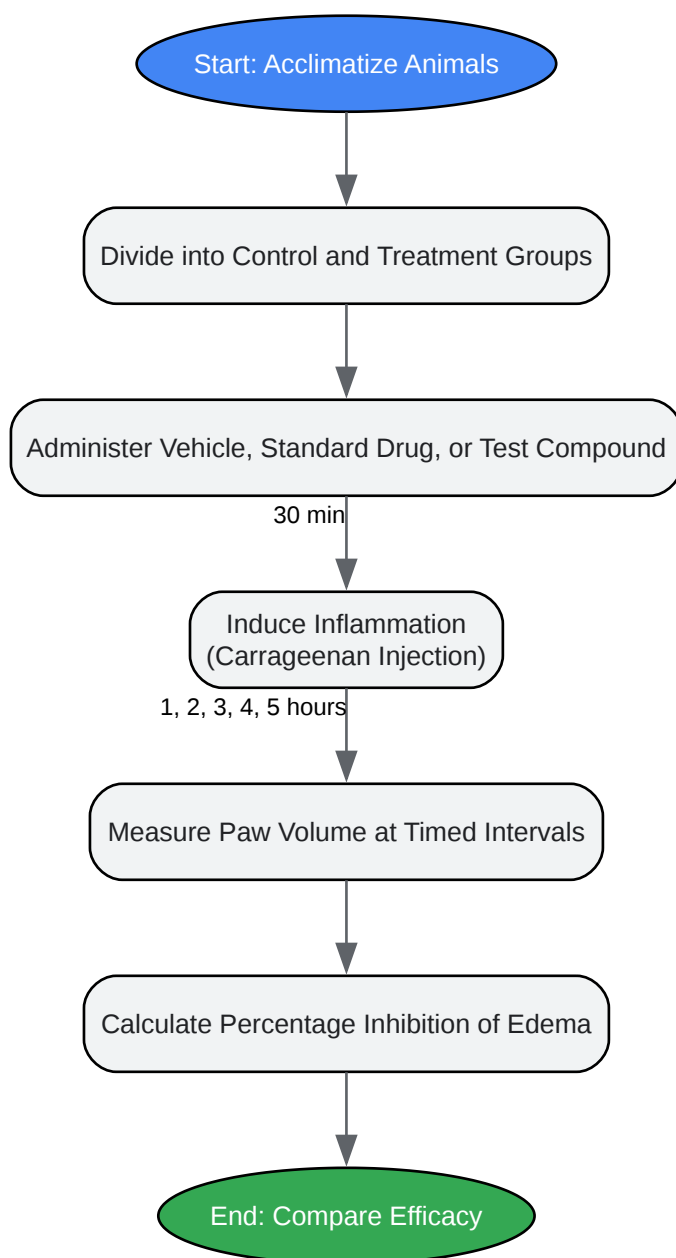 Start: Acclimatize Animals
Divide into Control and Treatment Groups
Administer Vehicle, Standard Drug, or Test Compound
30 min
Induce Inflammation
(Carrageenan Injection)
1, 2, 3, 4, 5 hours
Measure Paw Volume at Timed Intervals
Calculate Percentage Inhibition of Edema
End: Compare Efficacy